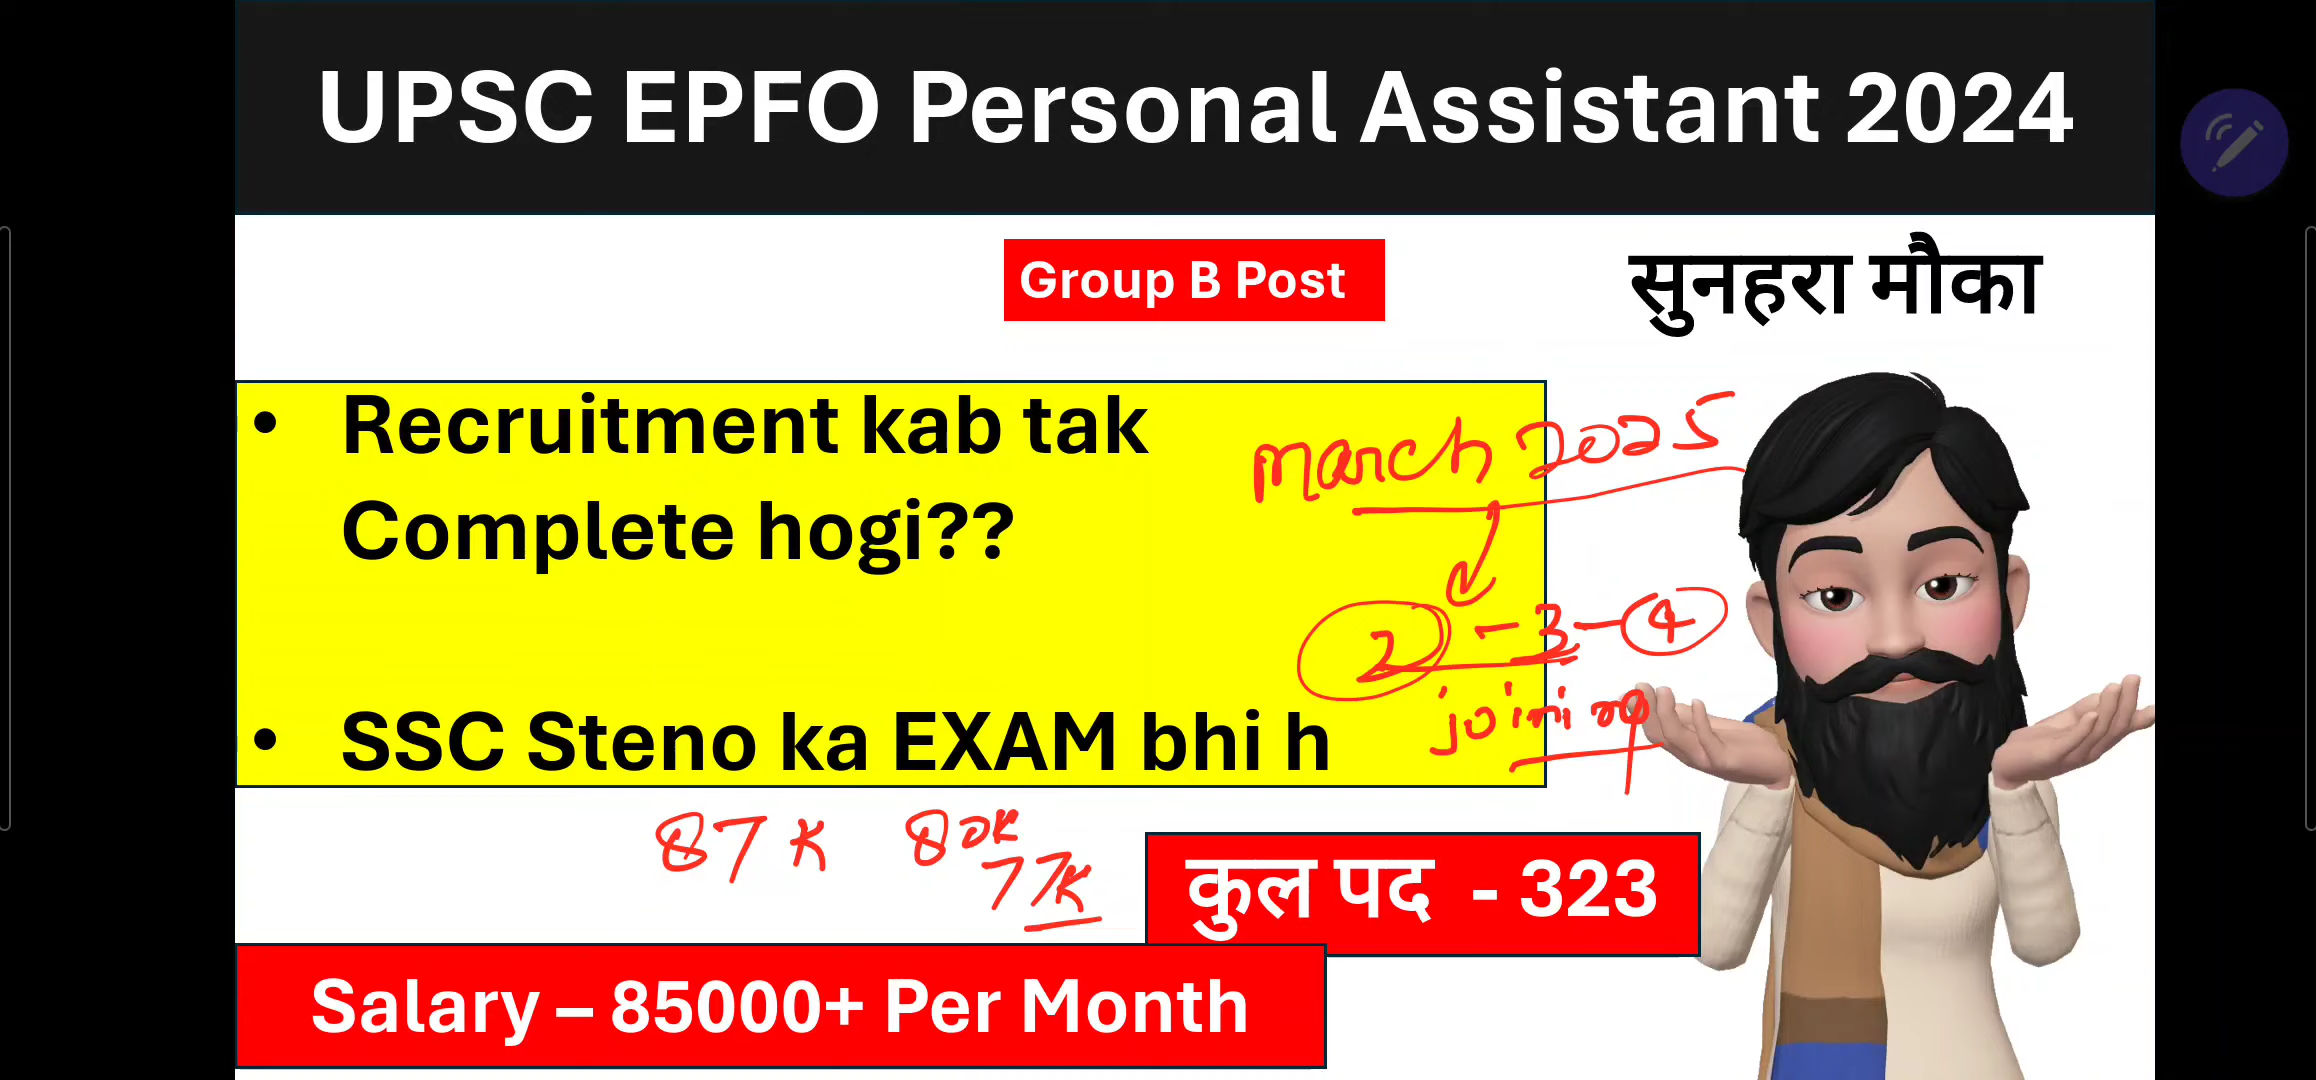 UPSC EPFO Personal Assistant 2024
Group B Post
सुनहरा मौका
• Recruitment kab tak
Complete hogi??
March 2025
2 - 3 - 4
joining
• SSC Steno ka EXAM bhi h
87K 80K
77K
कुल पद - 323
Salary – 85000+ Per Month